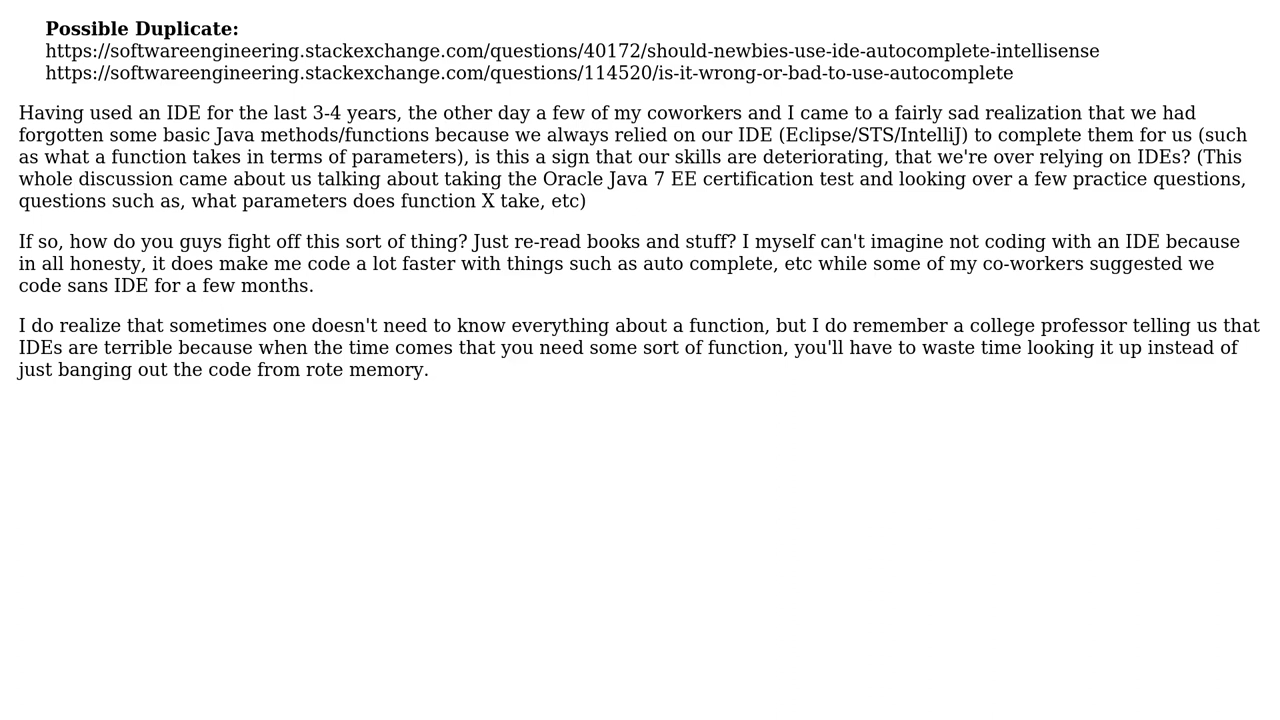 Possible Duplicate:
https://softwareengineering.stackexchange.com/questions/40172/should-newbies-use-ide-autocomplete-intellisense
https://softwareengineering.stackexchange.com/questions/114520/is-it-wrong-or-bad-to-use-autocomplete
Having used an IDE for the last 3-4 years, the other day a few of my coworkers and I came to a fairly sad realization that we had
forgotten some basic Java methods/functions because we always relied on our IDE (Eclipse/STS/IntelliJ) to complete them for us (such
as what a function takes in terms of parameters), is this a sign that our skills are deteriorating, that we're over relying on IDEs? (This
whole discussion came about us talking about taking the Oracle Java 7 EE certification test and looking over a few practice questions,
questions such as, what parameters does function X take, etc)
If so, how do you guys fight off this sort of thing? Just re-read books and stuff? I myself can't imagine not coding with an IDE because
in all honesty, it does make me code a lot faster with things such as auto complete, etc while some of my co-workers suggested we
code sans IDE for a few months.
I do realize that sometimes one doesn't need to know everything about a function, but I do remember a college professor telling us that
IDEs are terrible because when the time comes that you need some sort of function, you'll have to waste time looking it up instead of
just banging out the code from rote memory.